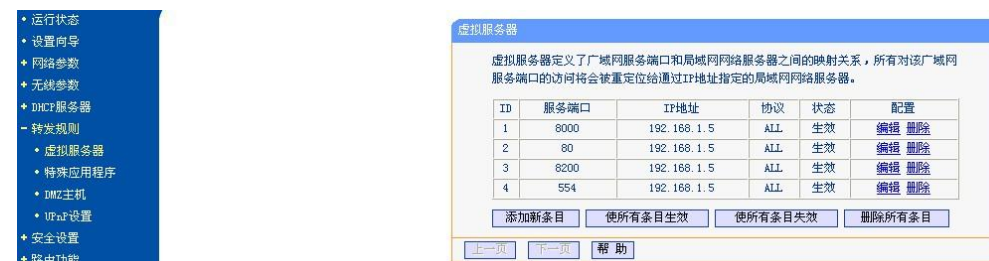 运行状态
设置向导
网络参数
无线参数
DHCP服务器
转发规则
虚拟服务器
特殊应用程序
DMZ主机
UPnP设置
安全设置
路由功能
虚拟服务器
虚拟服务器定义了广域网服务端口和局域网网络服务器之间的映射关系，所有对该广域网
服务端口的访问将会被重定位给通过IP地址指定的局域网网络服务器。
ID 服务端口 IP地址 协议 状态 配置
1 8000 192.168.1.5 ALL 生效 编辑 删除
2 80 192.168.1.5 ALL 生效 编辑 删除
3 8200 192.168.1.5 ALL 生效 编辑 删除
4 554 192.168.1.5 ALL 生效 编辑 删除
添加新条目 使所有条目生效 使所有条目失效 删除所有条目
上一页 下一页 帮 助